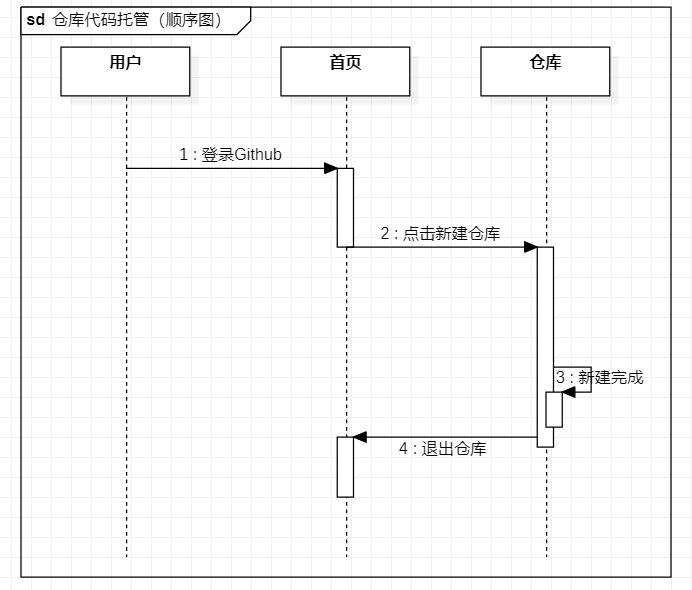 sd 仓库代码托管（顺序图）
用户
首页
仓库
1 : 登录Github
2 : 点击新建仓库
3 : 新建完成
4 : 退出仓库